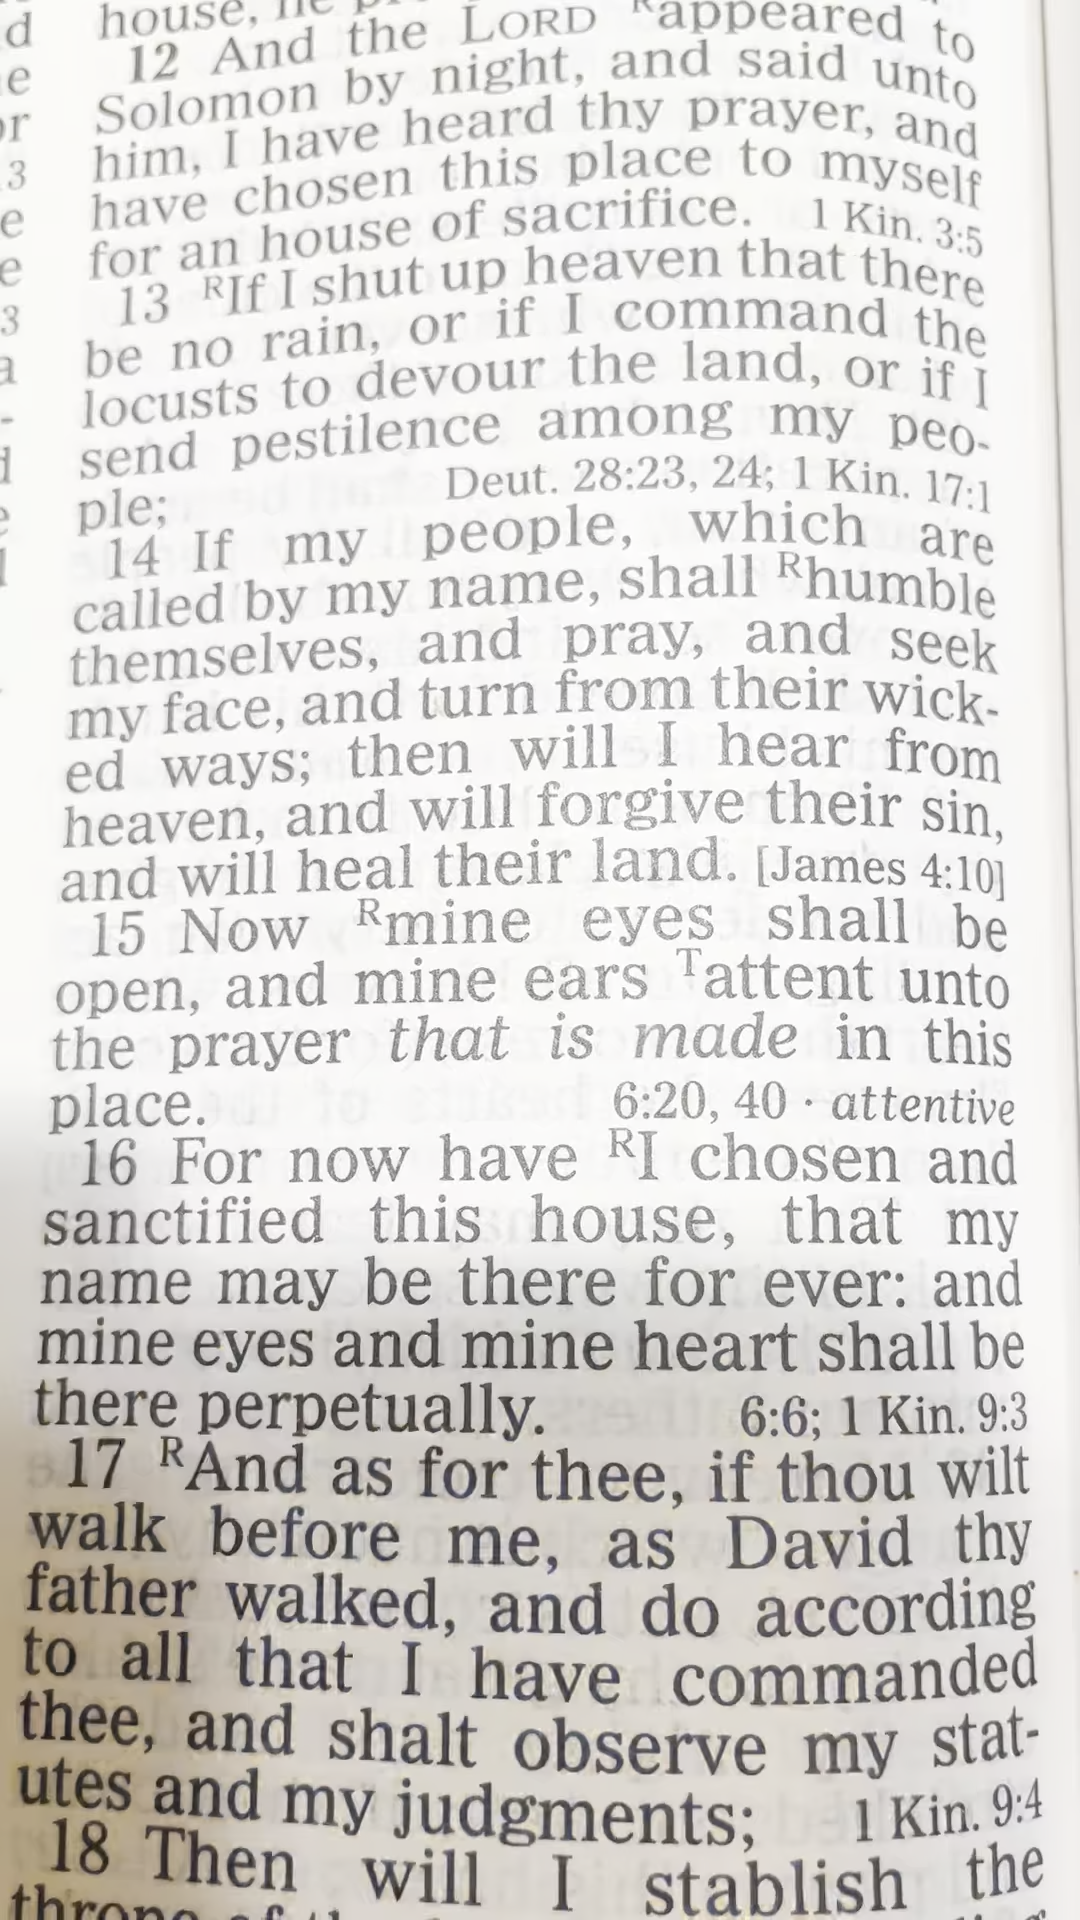 house, he
12 And the LORD ᴿappeared to
Solomon by night, and said unto
him, I have heard thy prayer, and
have chosen this place to myself
for an house of sacrifice. 1 Kin. 3:5
13 ᴿIf I shut up heaven that there
be no rain, or if I command the
locusts to devour the land, or if I
send pestilence among my peo-
ple; Deut. 28:23, 24; 1 Kin. 17:1
14 If my people, which are
called by my name, shall ᴿhumble
themselves, and pray, and seek
my face, and turn from their wick-
ed ways; then will I hear from
heaven, and will forgive their sin,
and will heal their land. [James 4:10]
15 Now ᴿmine eyes shall be
open, and mine ears ᵀattent unto
the prayer that is made in this
place. 6:20, 40 · attentive
16 For now have ᴿI chosen and
sanctified this house, that my
name may be there for ever: and
mine eyes and mine heart shall be
there perpetually. 6:6; 1 Kin. 9:3
17 ᴿAnd as for thee, if thou wilt
walk before me, as David thy
father walked, and do according
to all that I have commanded
thee, and shalt observe my stat-
utes and my judgments; 1 Kin. 9:4
18 Then will I stablish the
throne of